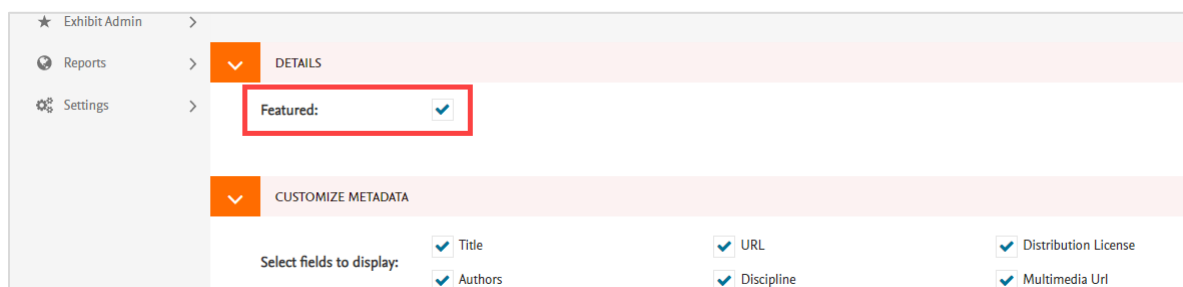 Exhibit Admin
Reports
Settings
DETAILS
Featured:
CUSTOMIZE METADATA
Select fields to display:
Title
URL
Distribution License
Authors
Discipline
Multimedia Url